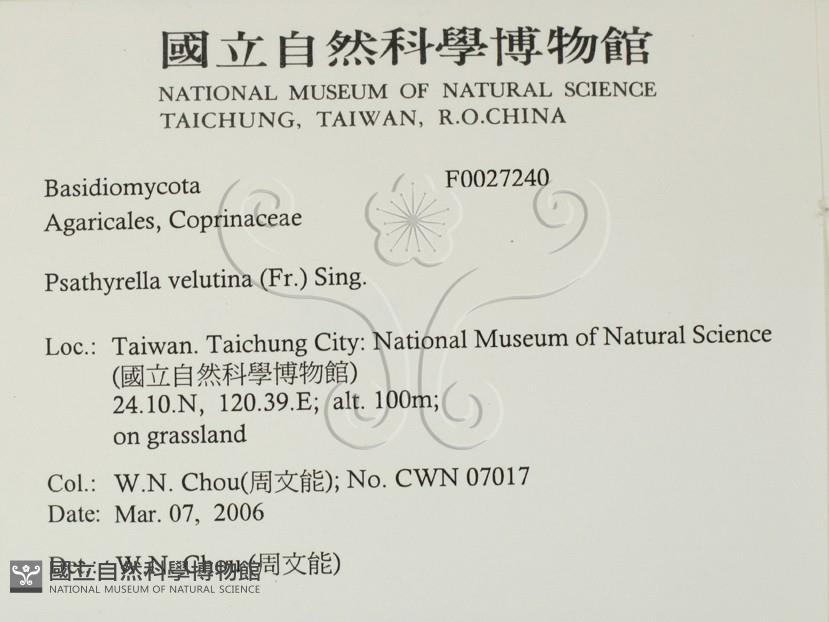 國立自然科學博物館
NATIONAL MUSEUM OF NATURAL SCIENCE
TAICHUNG, TAIWAN, R.O.CHINA
Basidiomycota F0027240
Agaricales, Coprinaceae
Psathyrella velutina (Fr.) Sing.
Loc.: Taiwan. Taichung City: National Museum of Natural Science
(國立自然科學博物館)
24.10.N, 120.39.E; alt. 100m;
on grassland
Col.: W.N. Chou(周文能); No. CWN 07017
Date: Mar. 07, 2006
Det.: W.N. Chou (周文能)
國立自然科學博物館
NATIONAL MUSEUM OF NATURAL SCIENCE